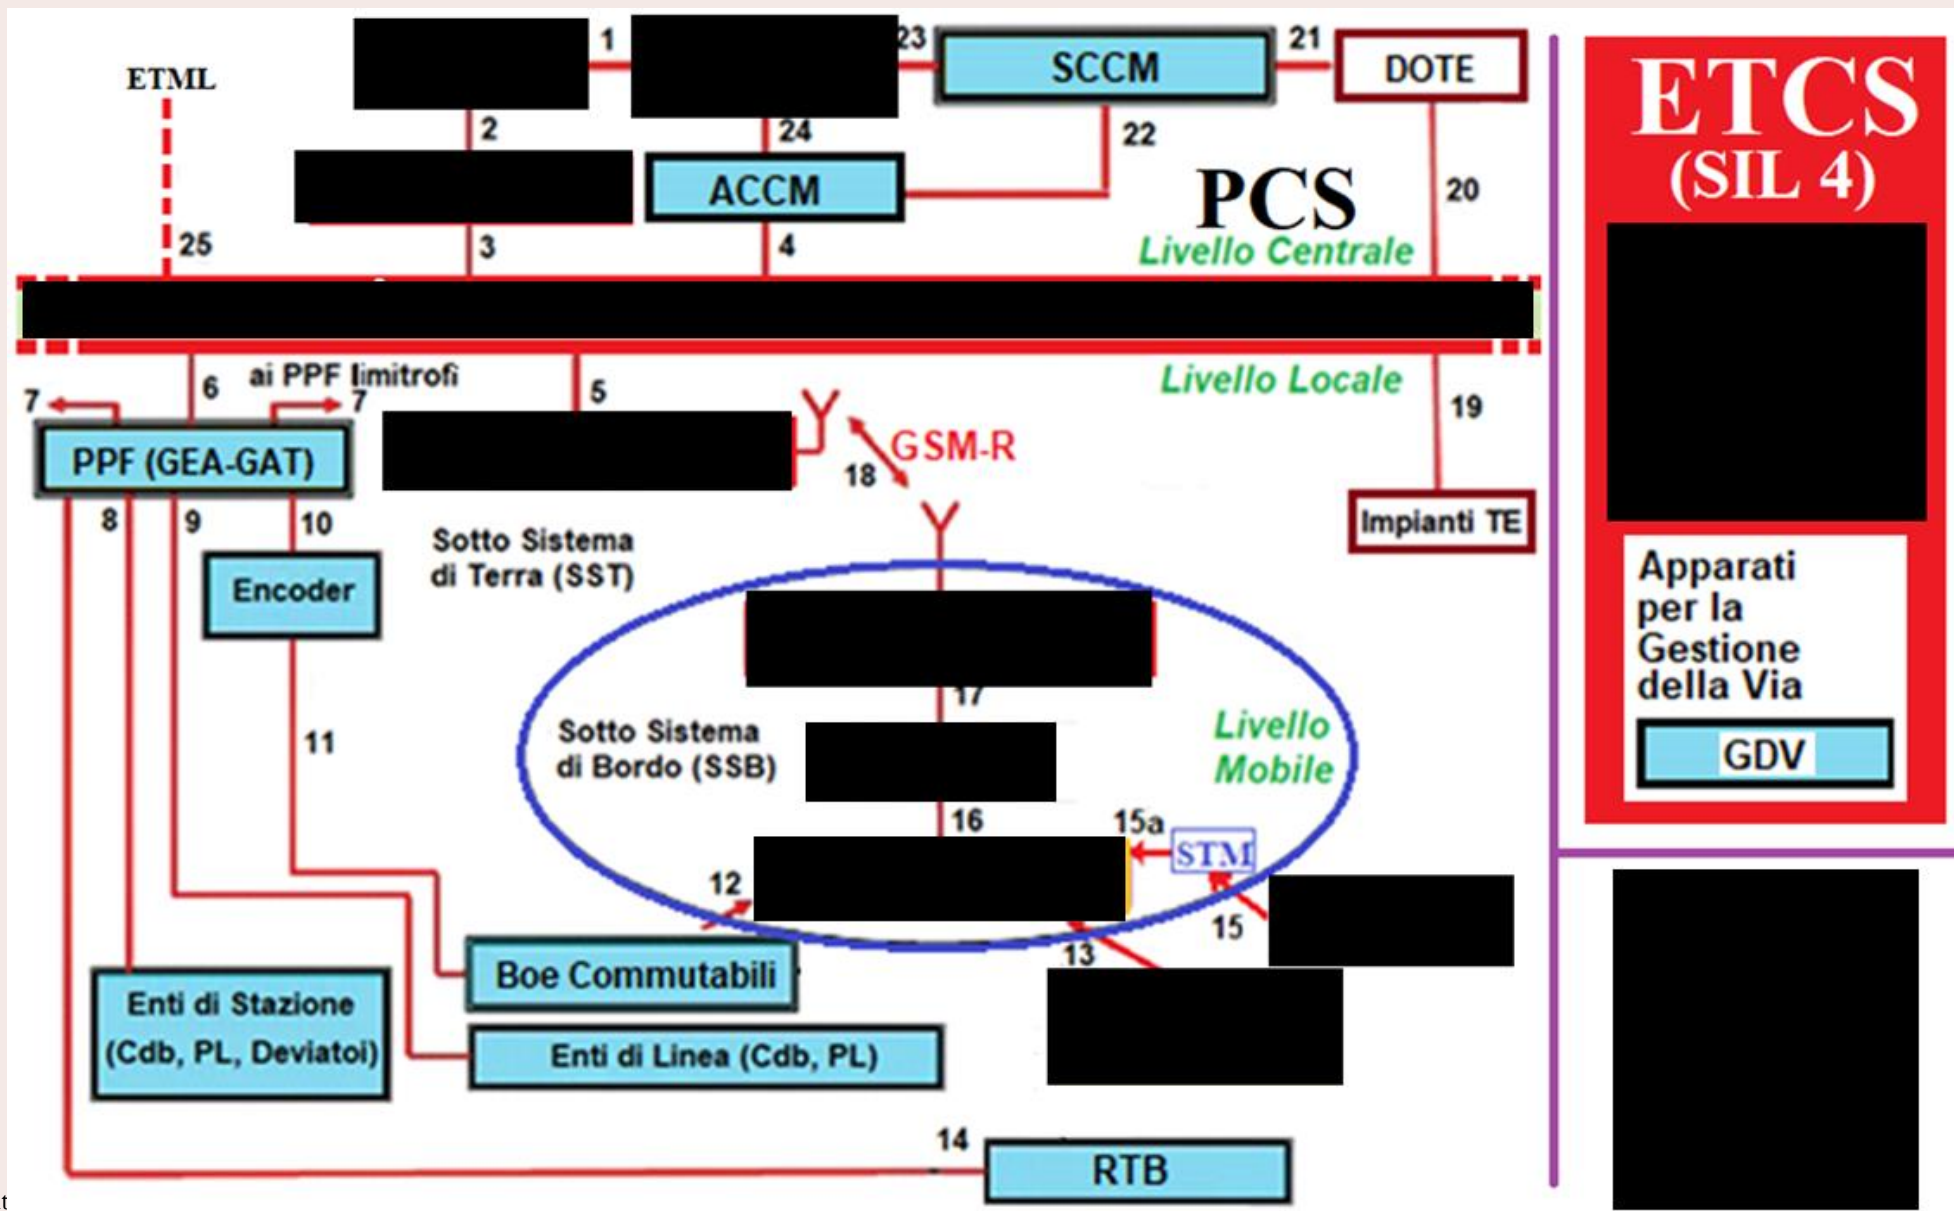 1
23
SCCM
21
DOTE
ETML
2
24
22
ACCM
PCS
20
25
3
4
Livello Centrale
6
ai PPF limitrofi
5
Livello Locale
7
7
19
PPF (GEA-GAT)
GSM-R
18
8
9
10
Impianti TE
Encoder
Sotto Sistema
di Terra (SST)
17
11
Sotto Sistema
di Bordo (SSB)
Livello
Mobile
16
15a
STM
12
15
13
Boe Commutabili
Enti di Stazione
(Cdb, PL, Deviatoi)
Enti di Linea (Cdb, PL)
14
RTB
ETCS
(SIL 4)
Apparati
per la
Gestione
della Via
GDV